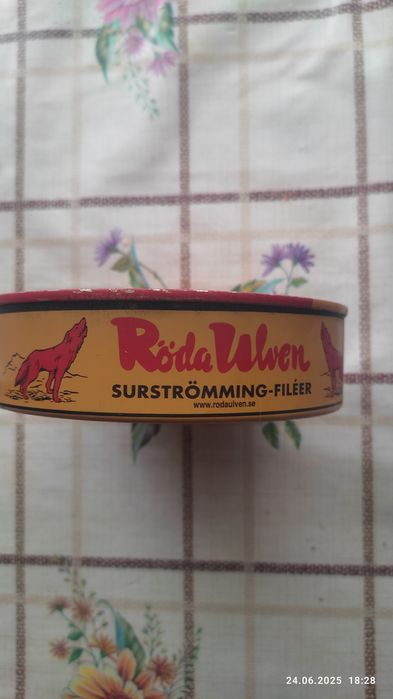 Röda Ulven
SURSTRÖMMING-FILÉER
www.rodaulven.se
24.06.2025 18:28